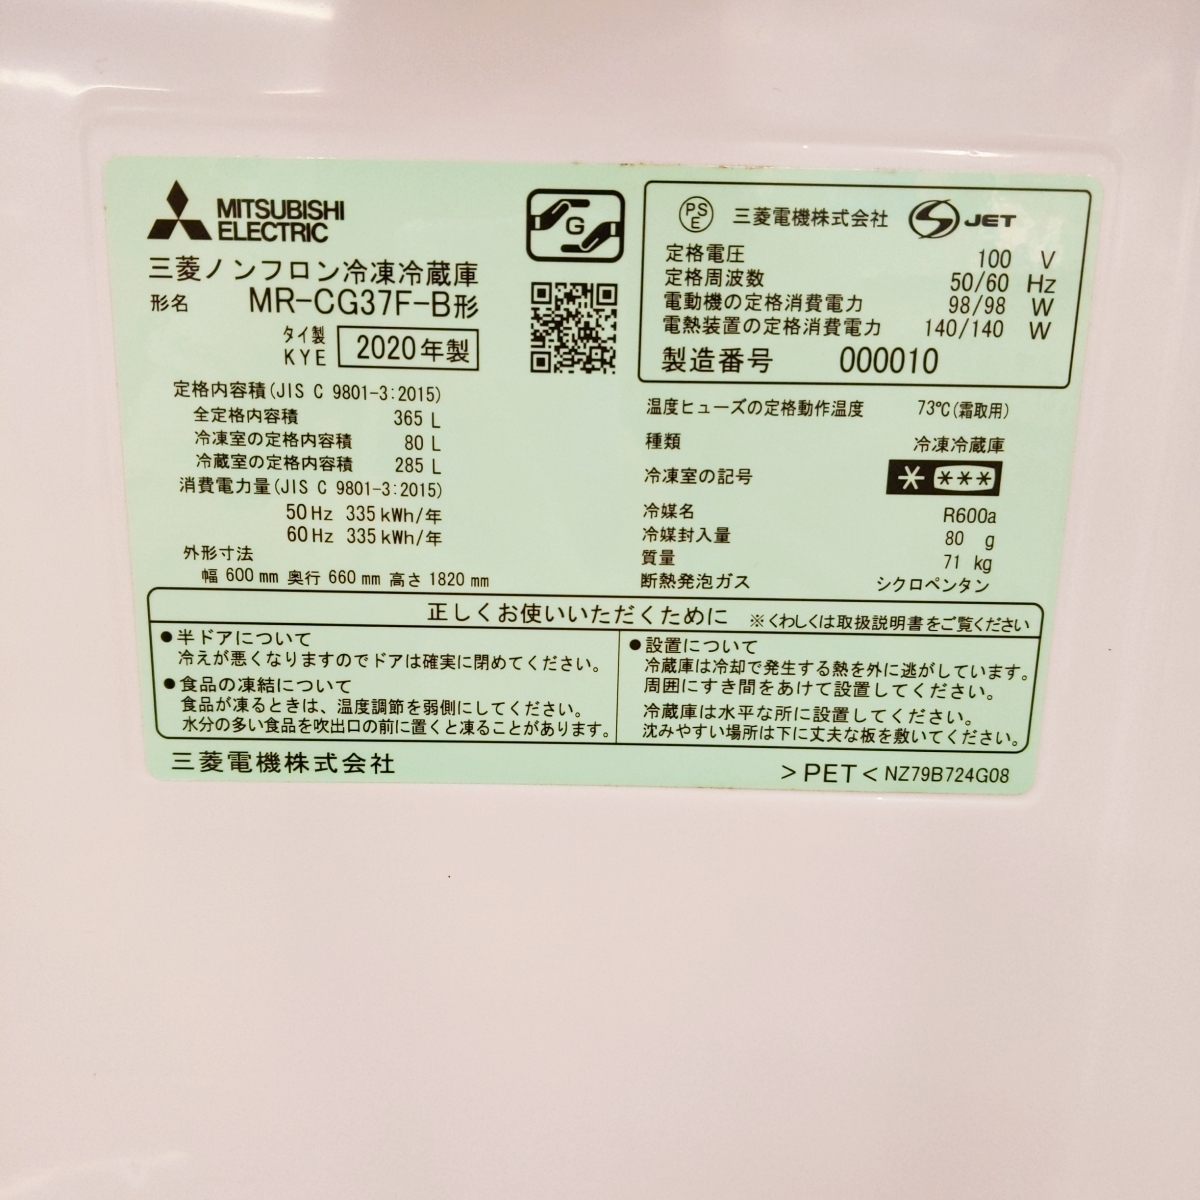 MITSUBISHI
ELECTRIC
三菱ノンフロン冷凍冷蔵庫
形名 MR-CG37F-B形
タイ製
KYE 2020年製
G
定格内容積(JIS C 9801-3:2015)
全定格内容積 365 L
冷凍室の定格内容積 80 L
冷蔵室の定格内容積 285 L
消費電力量(JIS C 9801-3:2015)
50Hz 335kWh/年
60Hz 335kWh/年
外形寸法
幅 600mm 奥行 660mm 高さ 1820mm
PSE 三菱電機株式会社 JET
定格電圧 100 V
定格周波数 50/60 Hz
電動機の定格消費電力 98/98 W
電熱装置の定格消費電力 140/140 W
製造番号 000010
温度ヒューズの定格動作温度 73℃(霜取用)
種類 冷凍冷蔵庫
冷凍室の記号 * ***
冷媒名 R600a
冷媒封入量 80 g
質量 71 kg
断熱発泡ガス シクロペンタン
正しくお使いいただくために ※くわしくは取扱説明書をご覧ください
●半ドアについて
冷えが悪くなりますのでドアは確実に閉めてください。
●食品の凍結について
食品が凍るときは、温度調節を弱側にしてください。
水分の多い食品を吹出口の前に置くと凍ることがあります。
●設置について
冷蔵庫は冷却で発生する熱を外に逃がしています。
周囲にすき間をあけて設置してください。
冷蔵庫は水平な所に設置してください。
沈みやすい場所は下に丈夫な板を敷いてください。
三菱電機株式会社
>PET< NZ79B724G08